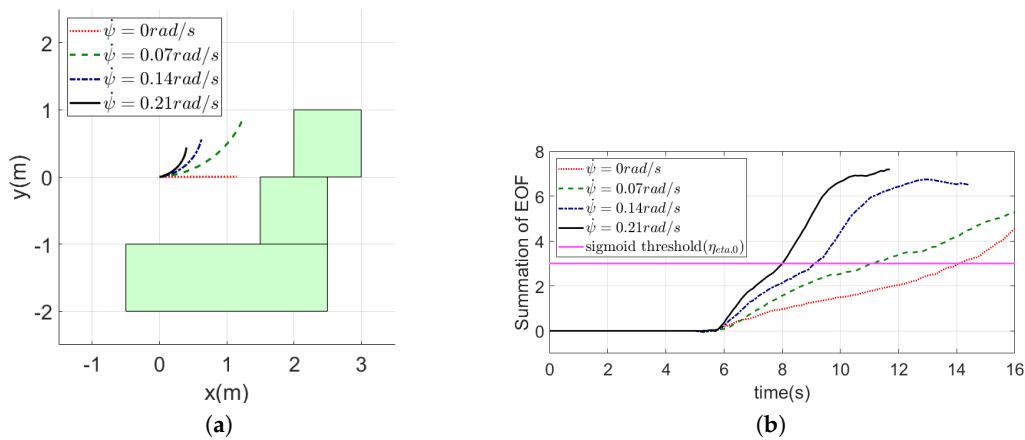 ψ̇ = 0rad/s
ψ̇ = 0.07rad/s
ψ̇ = 0.14rad/s
ψ̇ = 0.21rad/s
2
1
0
-1
-2
y(m)
-1 0 1 2 3
x(m)
(a)
ψ̇ = 0rad/s
ψ̇ = 0.07rad/s
ψ̇ = 0.14rad/s
ψ̇ = 0.21rad/s
sigmoid threshold(η_{eta,0})
8
6
4
2
0
Summation of EOF
0 2 4 6 8 10 12 14 16
time(s)
(b)